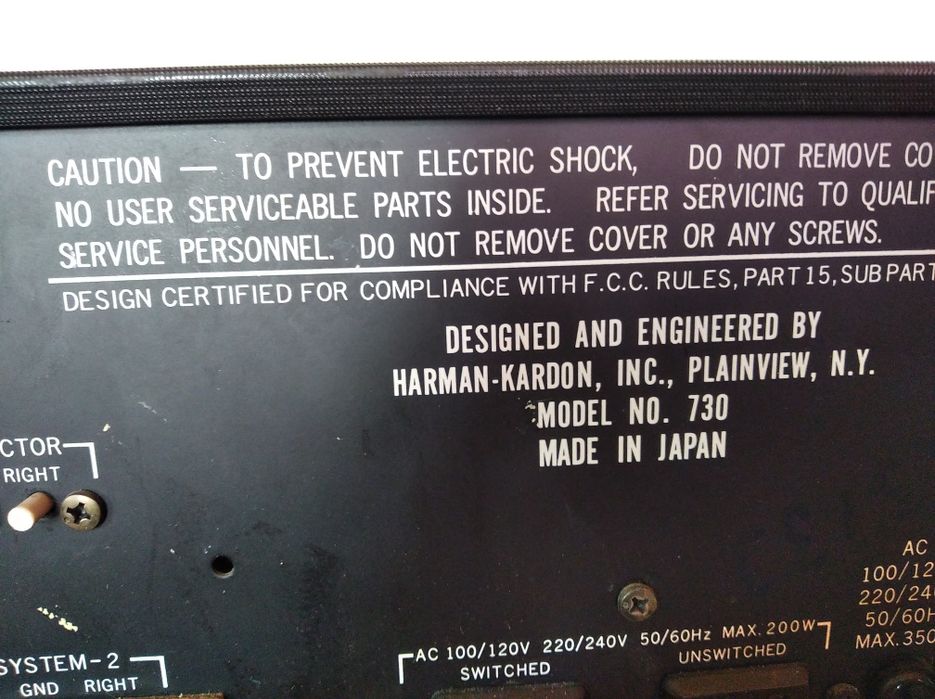 CAUTION — TO PREVENT ELECTRIC SHOCK, DO NOT REMOVE CO
NO USER SERVICEABLE PARTS INSIDE. REFER SERVICING TO QUALIF
SERVICE PERSONNEL. DO NOT REMOVE COVER OR ANY SCREWS.
DESIGN CERTIFIED FOR COMPLIANCE WITH F.C.C. RULES, PART 15, SUBPART
DESIGNED AND ENGINEERED BY
HARMAN-KARDON, INC., PLAINVIEW, N.Y.
MODEL NO. 730
MADE IN JAPAN
CTOR
RIGHT
AC
100/12
220/24
50/60H
MAX. 350
AC 100/120V 220/240V 50/60Hz MAX. 200W
SWITCHED UNSWITCHED
SYSTEM-2
GND RIGHT